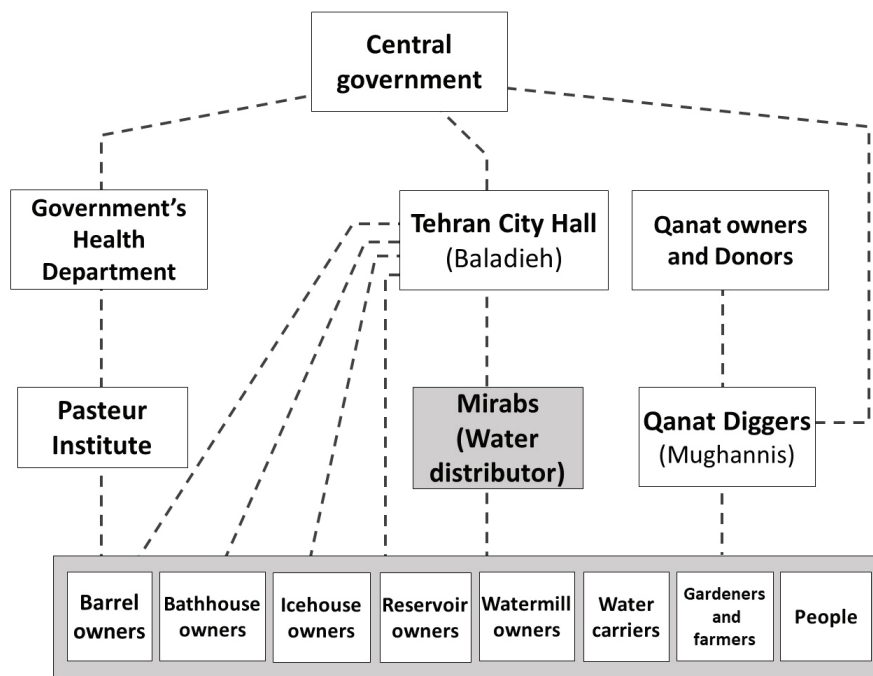 Central
government
Government’s
Health
Department
Tehran City Hall
(Baladieh)
Qanat owners
and Donors
Pasteur
Institute
Mirabs
(Water
distributor)
Qanat Diggers
(Mughannis)
Barrel
owners
Bathhouse
owners
Icehouse
owners
Reservoir
owners
Watermill
owners
Water
carriers
Gardeners
and
farmers
People